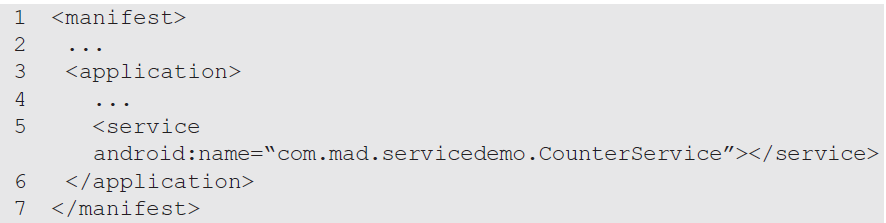 1 <manifest>
2 ...
3 <application>
4 ...
5 <service
android:name=“com.mad.servicedemo.CounterService”></service>
6 </application>
7 </manifest>